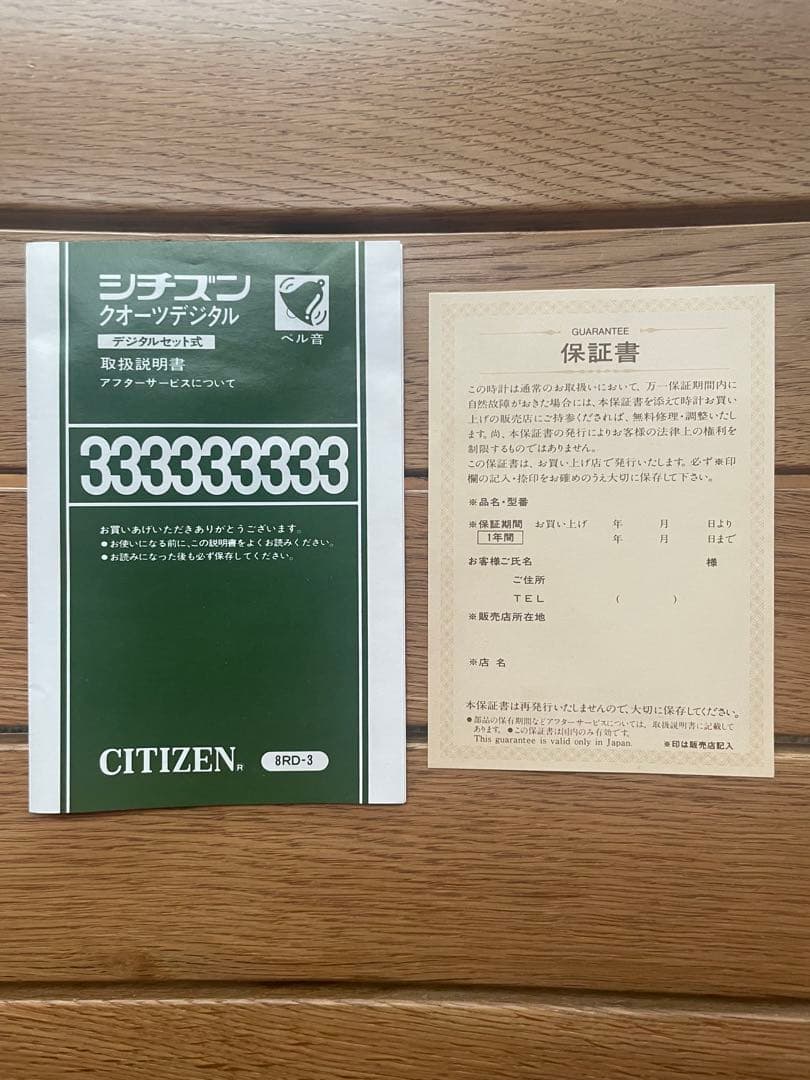 シチズン
クオーツデジタル
デジタルセット式
取扱説明書
アフターサービスについて
ベル音
333333333
お買いあげいただきありがとうございます。
●お使いになる前に、この説明書をよくお読みください。
●お読みになった後も必ず保存してください。
CITIZEN R
8RD-3
GUARANTEE
保証書
この時計は通常のお取扱いにおいて、万一保証期間内に
自然故障がおきた場合には、本保証書を添えて時計お買い
上げの販売店にご持参くだされば、無料修理・調整いたし
ます。尚、本保証書の発行によりお客様の法律上の権利を
制限するものではありません。
この保証書は、お買い上げ店で発行いたします。必ず※印
欄の記入・捺印をお確めのうえ大切に保存して下さい。
※品名・型番
※保証期間 お買い上げ 年 月 日より
1年間 年 月 日まで
お客様ご氏名 様
ご住所
TEL ( )
※販売店所在地
※店名
本保証書は再発行いたしませんので、大切に保存してください。
●部品の保有期間などアフターサービスについては、取扱説明書に記載して
あります。●この保証書は国内のみ有効です。
This guarantee is valid only in Japan.
※印は販売店記入